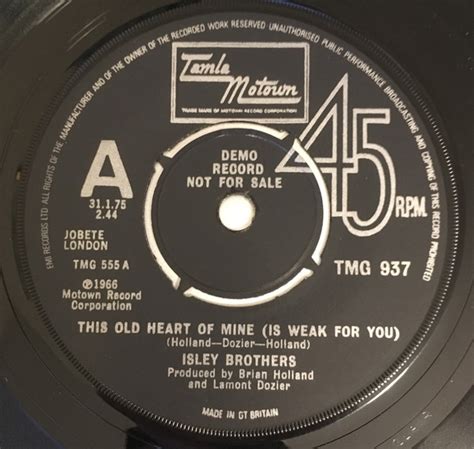 EMI RECORDS LTD ALL RIGHTS OF THE MANUFACTURER AND OF THE OWNER OF THE RECORDED WORK RESERVED UNAUTHORISED PUBLIC PERFORMANCE BROADCASTING AND COPYING OF THIS RECORD PROHIBITED
Tamla
Motown
TRADE MARK OF MOTOWN RECORD CORPORATION
45
R.P.M.
DEMO
RECORD
NOT FOR SALE
A
31.1.75
2.44
JOBETE
LONDON
TMG 555 A
TMG 937
©1966
Motown Record
Corporation
THIS OLD HEART OF MINE (IS WEAK FOR YOU)
(Holland—Dozier—Holland)
ISLEY BROTHERS
Produced by Brian Holland
and Lamont Dozier
MADE IN GT BRITAIN